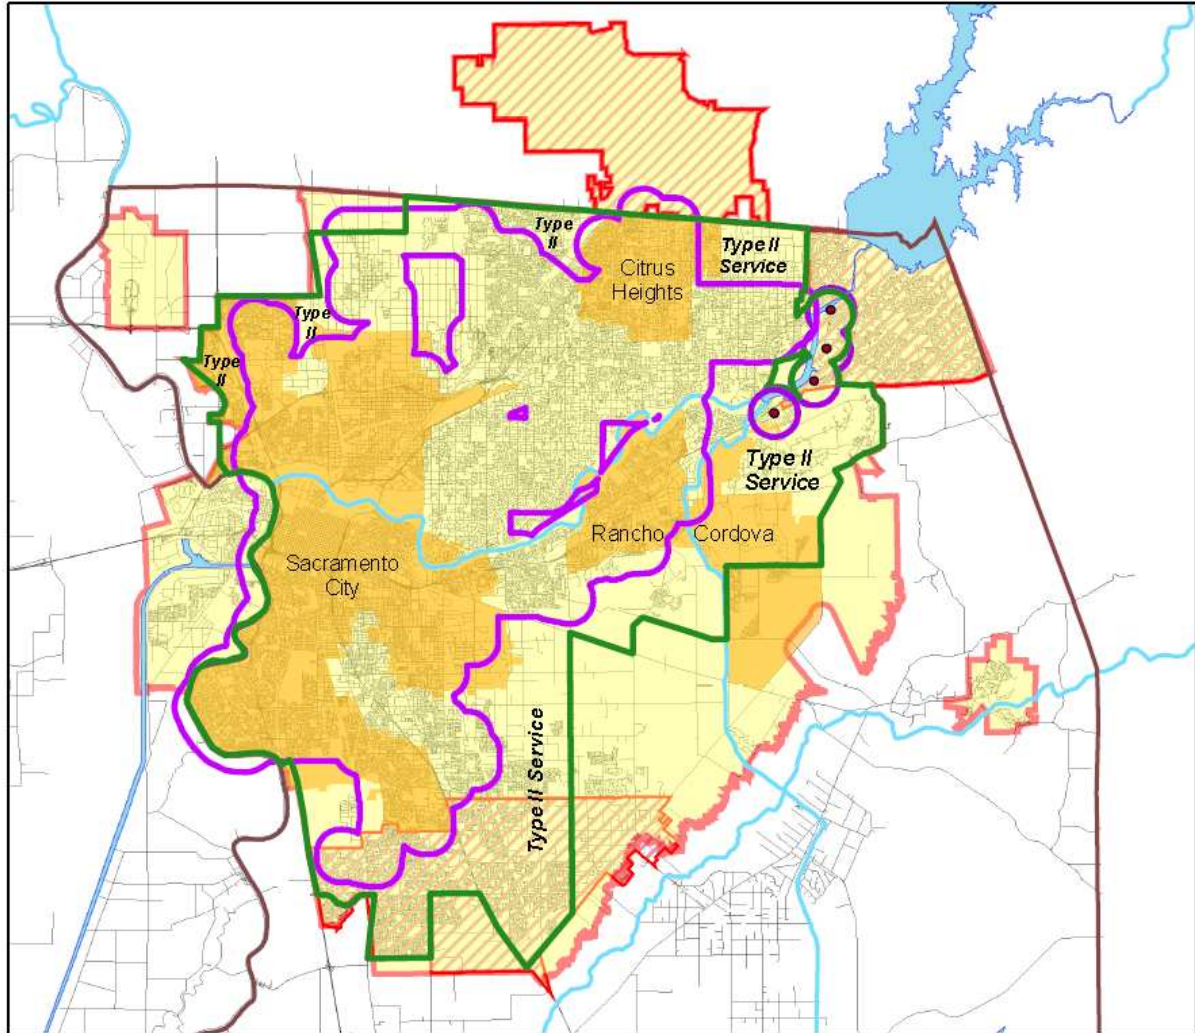 Type
II
Type II
Service
Citrus
Heights
Type
II
Type
II
Type II
Service
Rancho Cordova
Sacramento
City
Type II Service